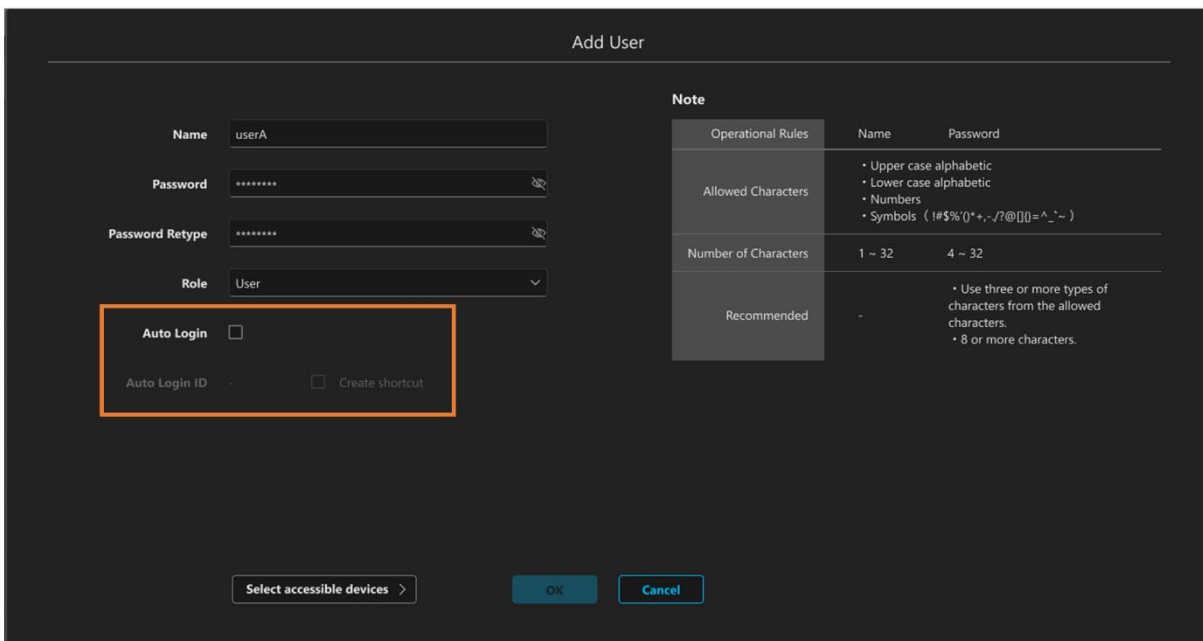 Add User
Name
userA
Password
********
Password Retype
********
Role
User
Auto Login
Auto Login ID
-
Create shortcut
Note
Operational Rules
Name
Password
Allowed Characters
・Upper case alphabetic
・Lower case alphabetic
・Numbers
・Symbols ( !#$%'()*+,-./?@[]{}=^_`~ )
Number of Characters
1 ~ 32
4 ~ 32
Recommended
-
・Use three or more types of
characters from the allowed
characters.
・8 or more characters.
Select accessible devices >
OK
Cancel